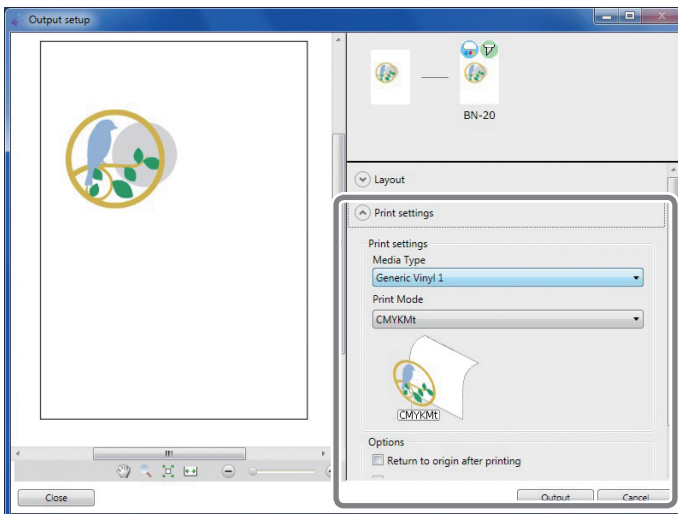 Output setup
BN-20
Layout
Print settings
Print settings
Media Type
Generic Vinyl 1
Print Mode
CMYKMt
CMYKMt
Options
Return to origin after printing
Close
Output
Cancel